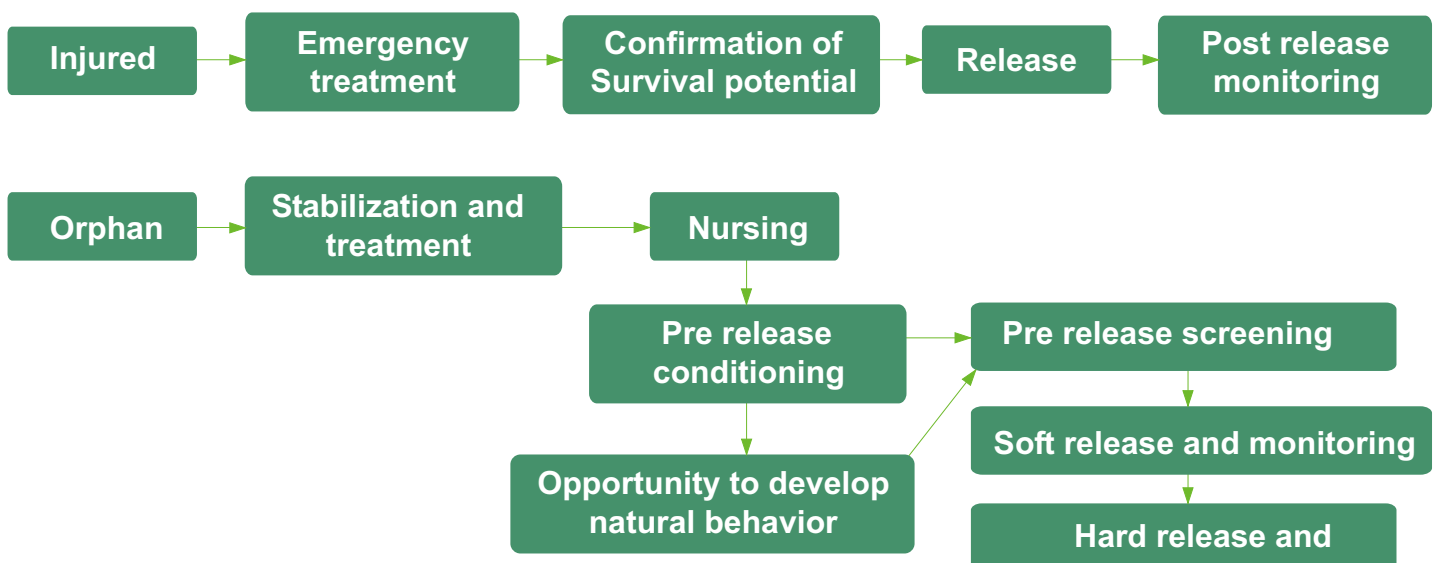 Injured
Emergency
treatment
Confirmation of
Survival potential
Release
Post release
monitoring
Orphan
Stabilization and
treatment
Nursing
Pre release
conditioning
Pre release screening
Soft release and monitoring
Opportunity to develop
natural behavior
Hard release and